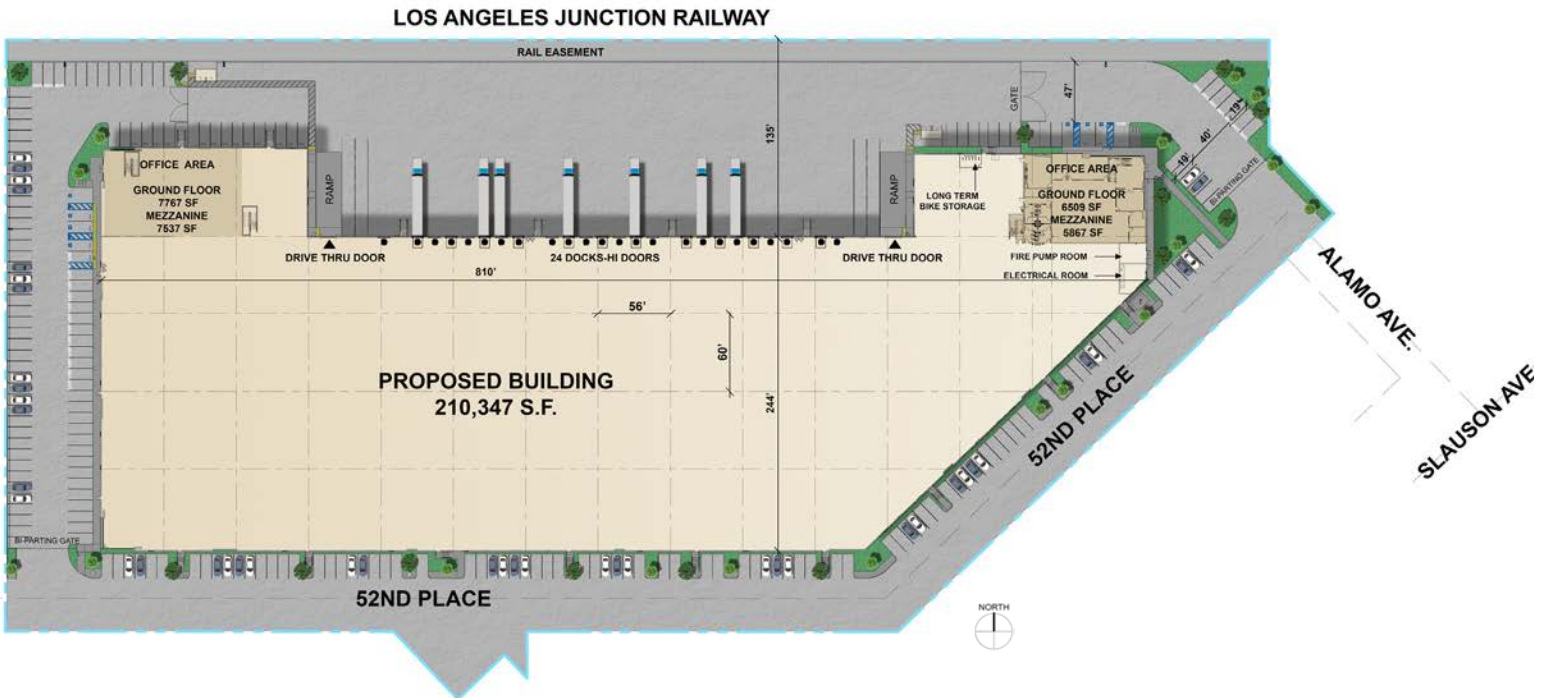 LOS ANGELES JUNCTION RAILWAY
RAIL EASEMENT
135'
GATE
47'
19'
40'
19'
BI-PARTING GATE
OFFICE AREA
GROUND FLOOR
7767 SF
MEZZANINE
7537 SF
RAMP
RAMP
LONG TERM
BIKE STORAGE
OFFICE AREA
GROUND FLOOR
6509 SF
MEZZANINE
5867 SF
FIRE PUMP ROOM
ELECTRICAL ROOM
DRIVE THRU DOOR
24 DOCKS-HI DOORS
DRIVE THRU DOOR
810'
56'
60'
244'
PROPOSED BUILDING
210,347 S.F.
ALAMO AVE.
SLAUSON AVE
52ND PLACE
BI-PARTING GATE
52ND PLACE
NORTH